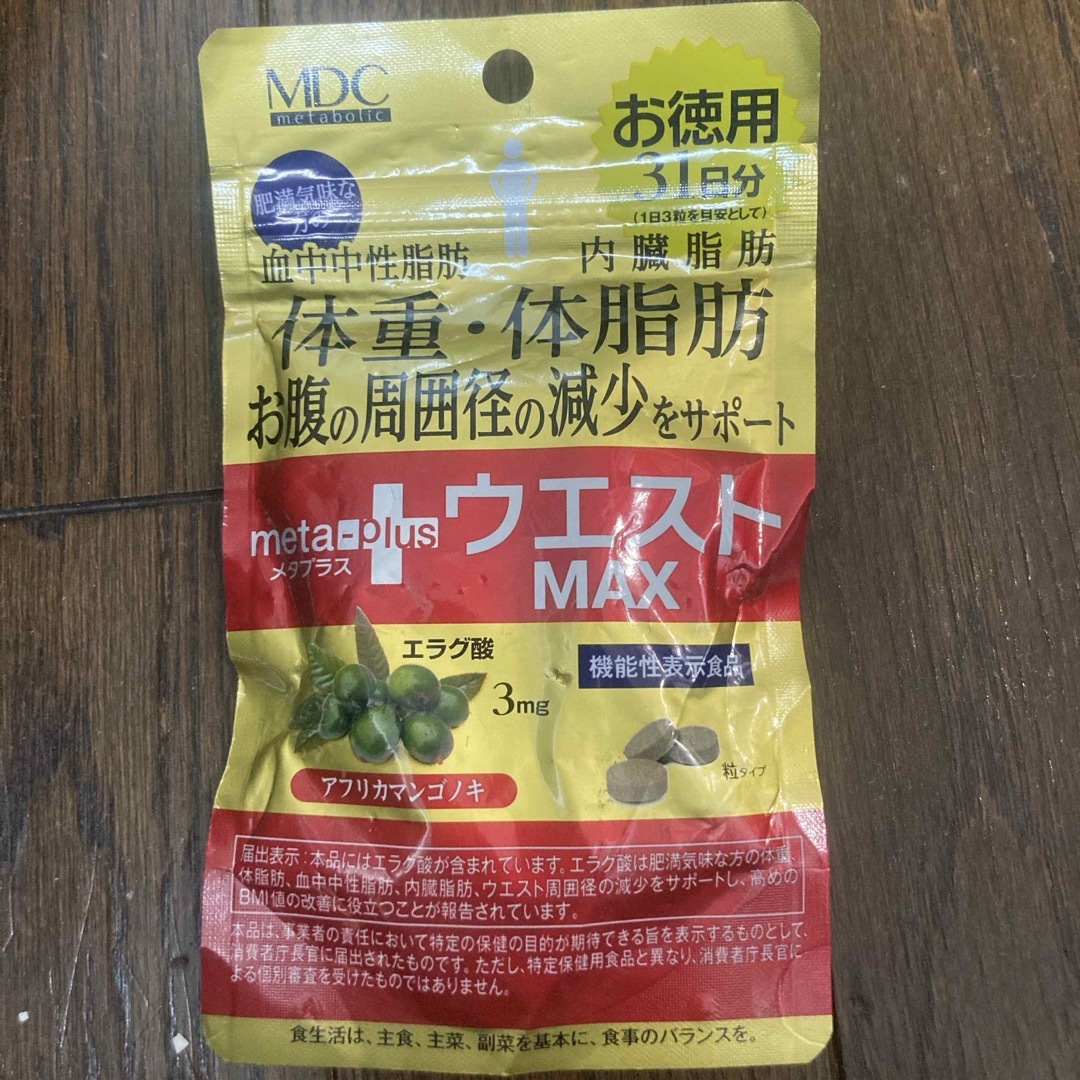 MDC
metabolic
お徳用
31日分
(1日3粒を目安として)
肥満気味な
方の
血中中性脂肪
内臓脂肪
体重・体脂肪
お腹の周囲径の減少をサポート
meta-plus
メタプラス
ウエスト
MAX
エラグ酸
3mg
機能性表示食品
粒タイプ
アフリカマンゴノキ
届出表示:本品にはエラグ酸が含まれています。エラグ酸は肥満気味な方の体重、
体脂肪、血中中性脂肪、内臓脂肪、ウエスト周囲径の減少をサポートし、高めの
BMI値の改善に役立つことが報告されています。
本品は、事業者の責任において特定の保健の目的が期待できる旨を表示するものとして、
消費者庁長官に届出されたものです。ただし、特定保健用食品と異なり、消費者庁長官に
よる個別審査を受けたものではありません。
食生活は、主食、主菜、副菜を基本に、食事のバランスを。